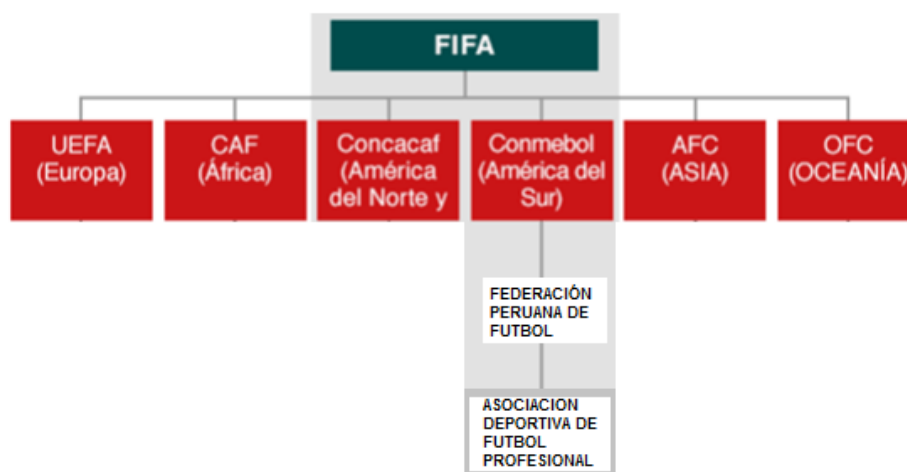 FIFA
UEFA
(Europa)
CAF
(África)
Concacaf
(América
del Norte y
Conmebol
(América del
Sur)
AFC
(ASIA)
OFC
(OCEANÍA)
FEDERACIÓN
PERUANA DE
FUTBOL
ASOCIACION
DEPORTIVA DE
FUTBOL
PROFESIONAL